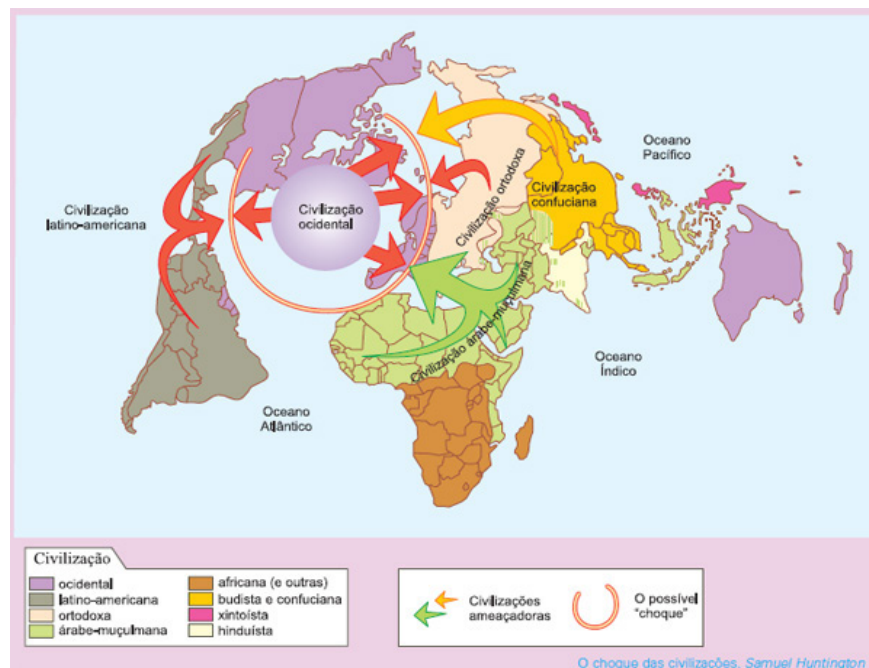 Oceano
Pacífico
Civilização
latino-americana
Civilização
ocidental
Civilização ortodoxa
Civilização
confuciana
Civilização árabe-muçulmana
Oceano
Índico
Oceano
Atlântico
Civilização
ocidental
latino-americana
ortodoxa
árabe-muçulmana
africana (e outras)
budista e confuciana
xintoísta
hinduísta
Civilizações
ameaçadoras
O possível
"choque"
O choque das civilizações, Samuel Huntington